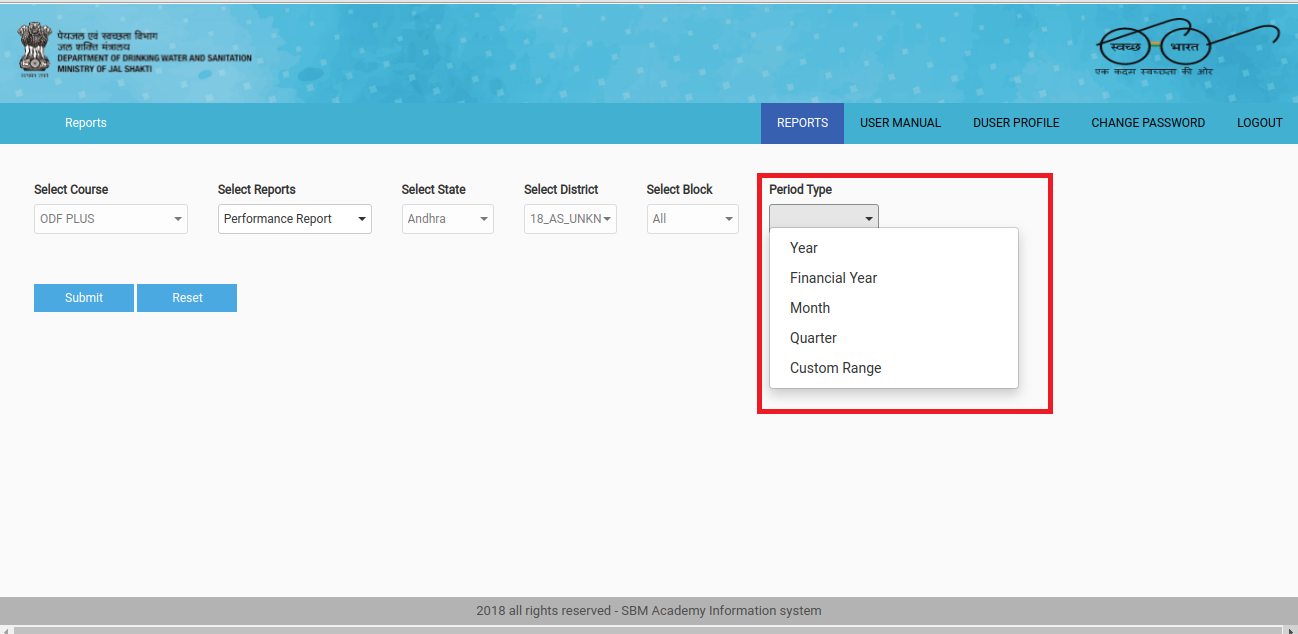 पेयजल एवं स्वच्छता विभाग
जल शक्ति मंत्रालय
DEPARTMENT OF DRINKING WATER AND SANITATION
MINISTRY OF JAL SHAKTI
स्वच्छ भारत
एक कदम स्वच्छता की ओर
Reports
REPORTS USER MANUAL DUSER PROFILE CHANGE PASSWORD LOGOUT
Select Course Select Reports Select State Select District Select Block Period Type
ODF PLUS Performance Report Andhra 18_AS_UNKN All
Year
Financial Year
Submit Reset
Month
Quarter
Custom Range
2018 all rights reserved - SBM Academy Information system